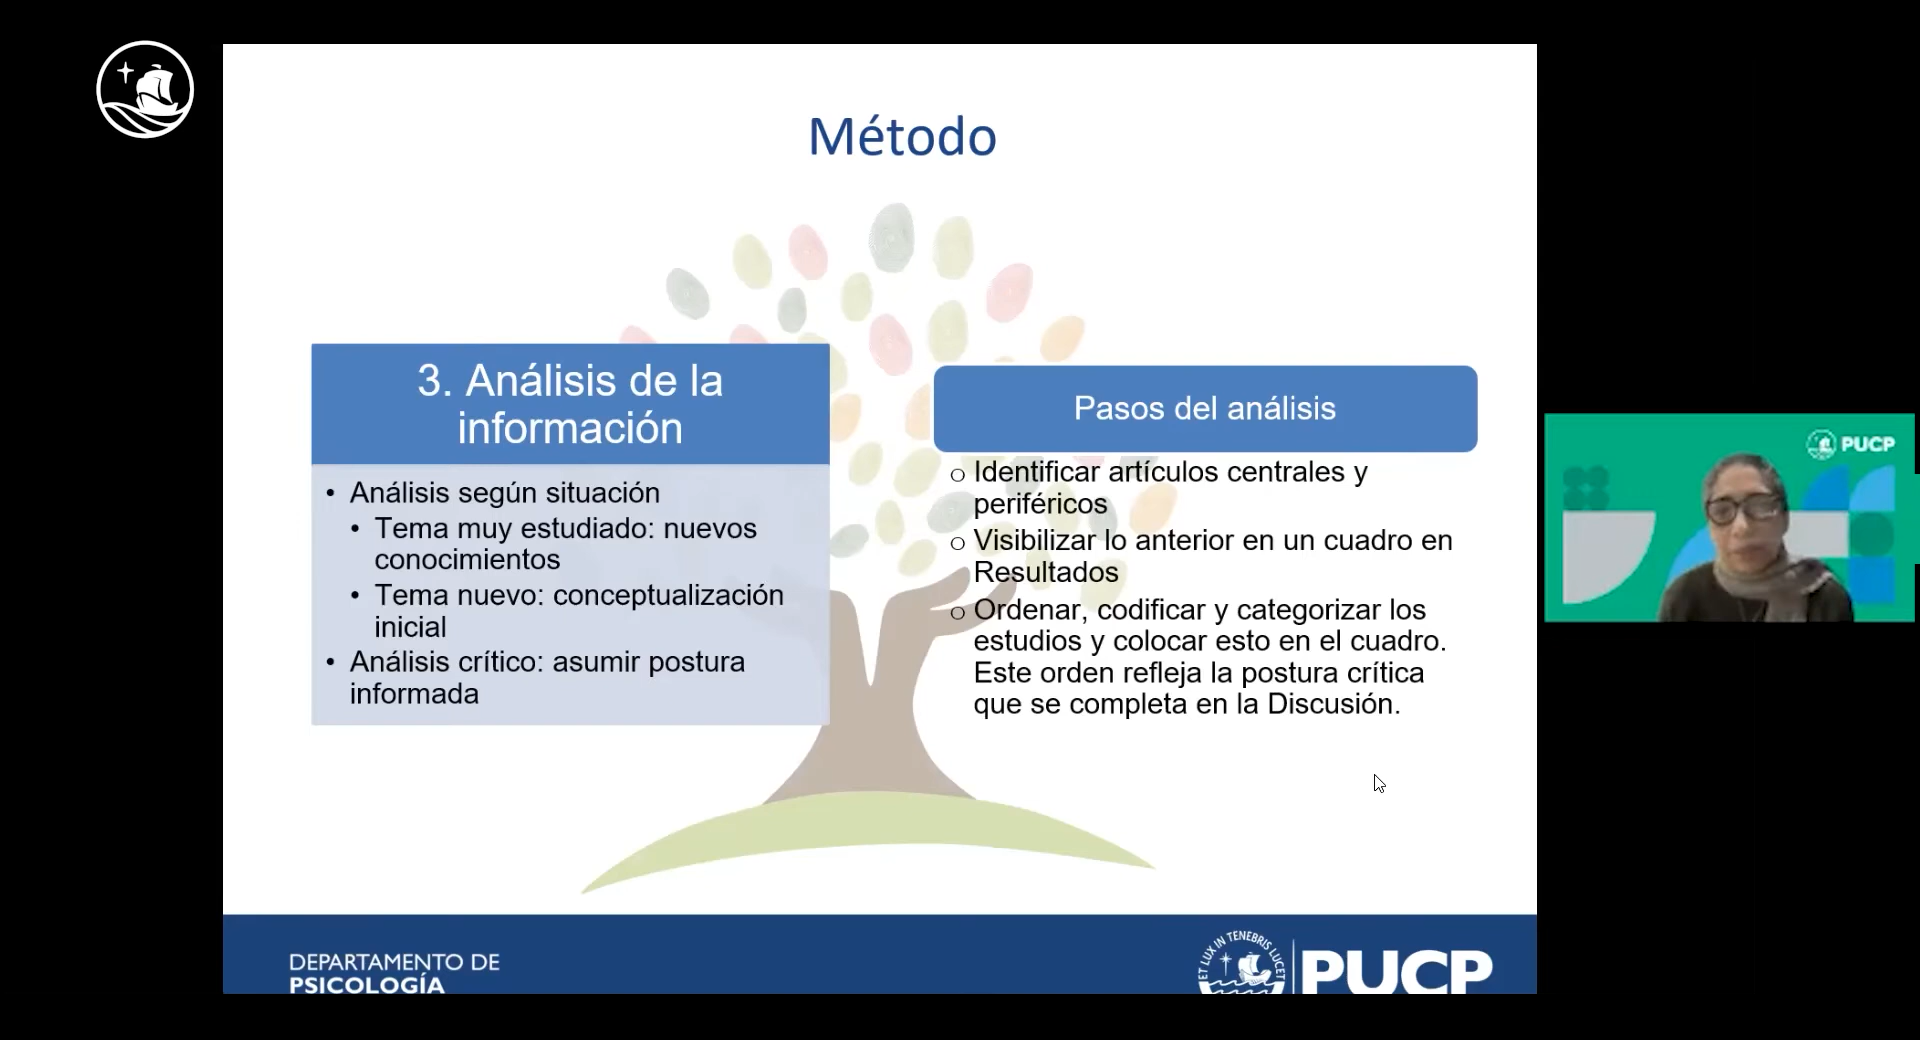 Método
3. Análisis de la
información
• Análisis según situación
• Tema muy estudiado: nuevos
conocimientos
• Tema nuevo: conceptualización
inicial
• Análisis crítico: asumir postura
informada
Pasos del análisis
o Identificar artículos centrales y
periféricos
o Visibilizar lo anterior en un cuadro en
Resultados
o Ordenar, codificar y categorizar los
estudios y colocar esto en el cuadro.
Este orden refleja la postura crítica
que se completa en la Discusión.
PUCP
DEPARTAMENTO DE
PSICOLOGÍA
ET LUX IN TENEBRIS LUCET
PUCP